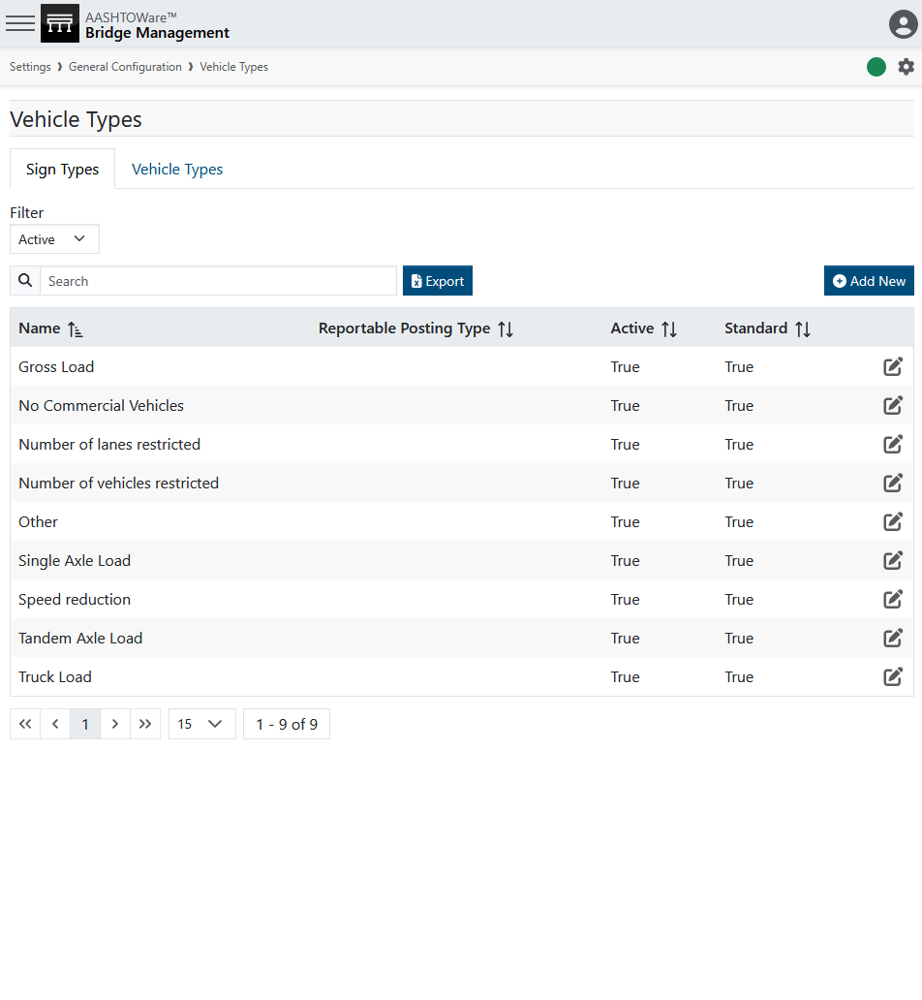 AASHTOWare™
Bridge Management
Settings › General Configuration › Vehicle Types
Vehicle Types
Sign Types Vehicle Types
Filter
Active
Search Export Add New
Name Reportable Posting Type Active Standard
Gross Load True True
No Commercial Vehicles True True
Number of lanes restricted True True
Number of vehicles restricted True True
Other True True
Single Axle Load True True
Speed reduction True True
Tandem Axle Load True True
Truck Load True True
1 15 1 - 9 of 9